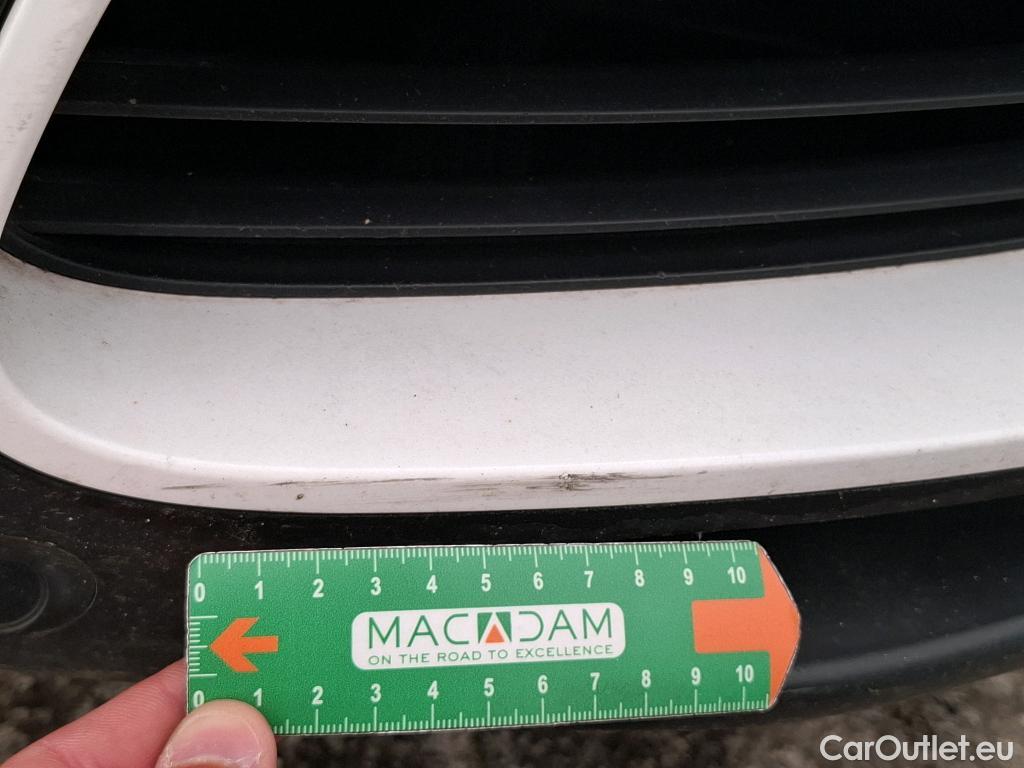 0 1 2 3 4 5 6 7 8 9 10
MACADAM
ON THE ROAD TO EXCELLENCE
0 1 2 3 4 5 6 7 8 9 10
CarOutlet.eu